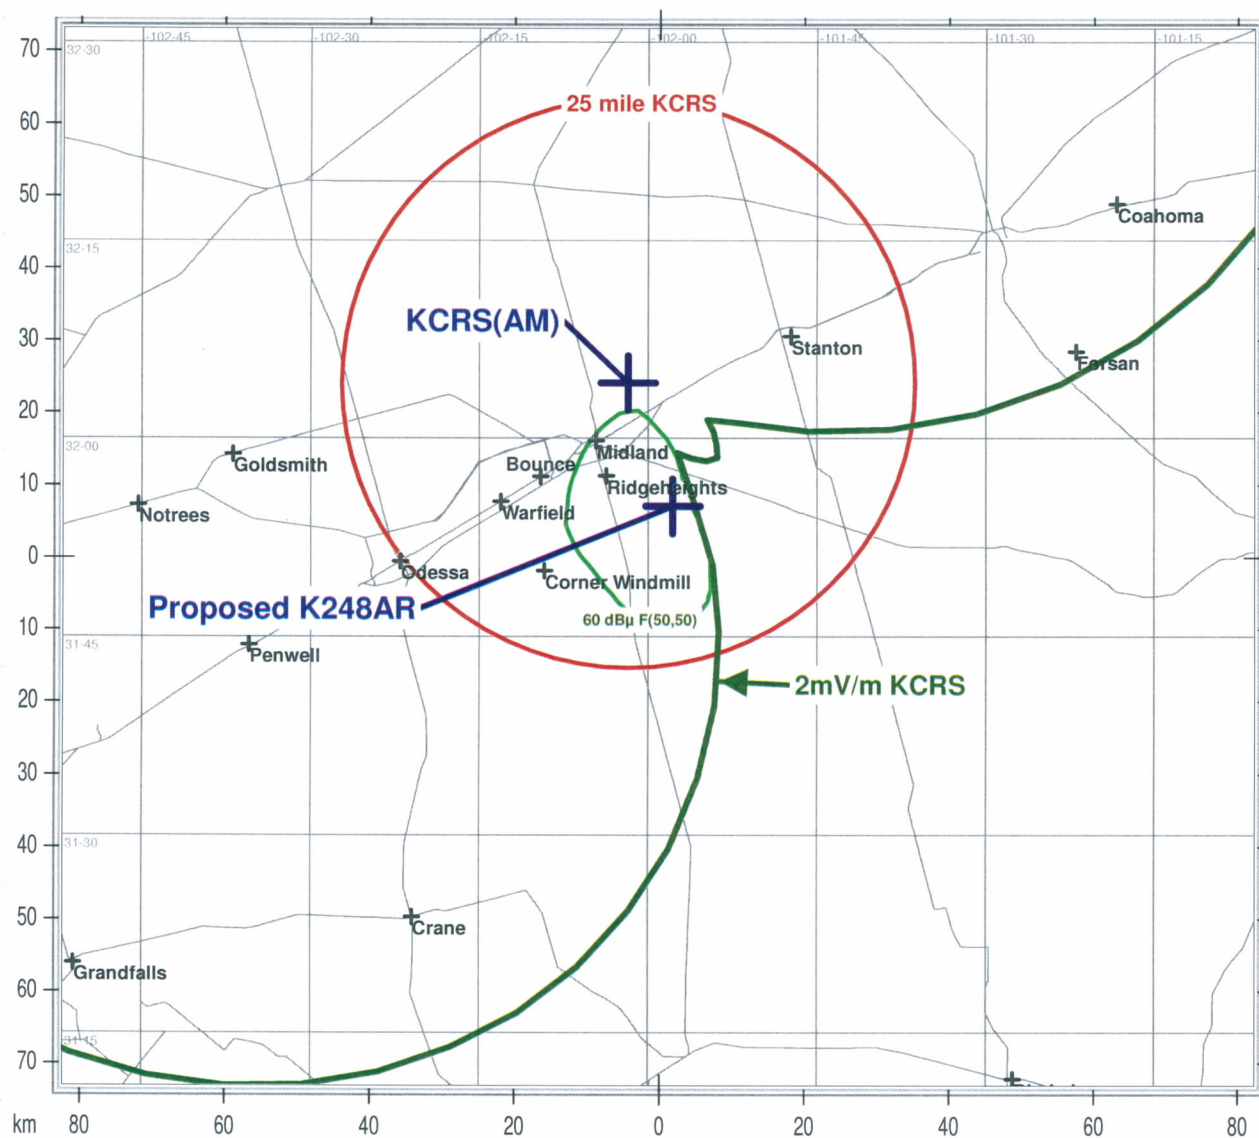 -102-45
-102-30
-102-15
-102-00
-101-45
-101-30
-101-15
70
32-30
60
25 mile KCRS
50
Coahoma
32-15
40
KCRS(AM)
30
Stanton
Forsan
20
32-00
Midland
Goldsmith
Bounce
10
Ridgeheights
Notrees
Warfield
0
Odessa
Corner Windmill
Proposed K248AR
60 dBµ F(50,50)
10
31-45
Penwell
2mV/m KCRS
20
30
31-30
40
50
Crane
Grandfalls
60
31-15
70
km
80
60
40
20
0
20
40
60
80